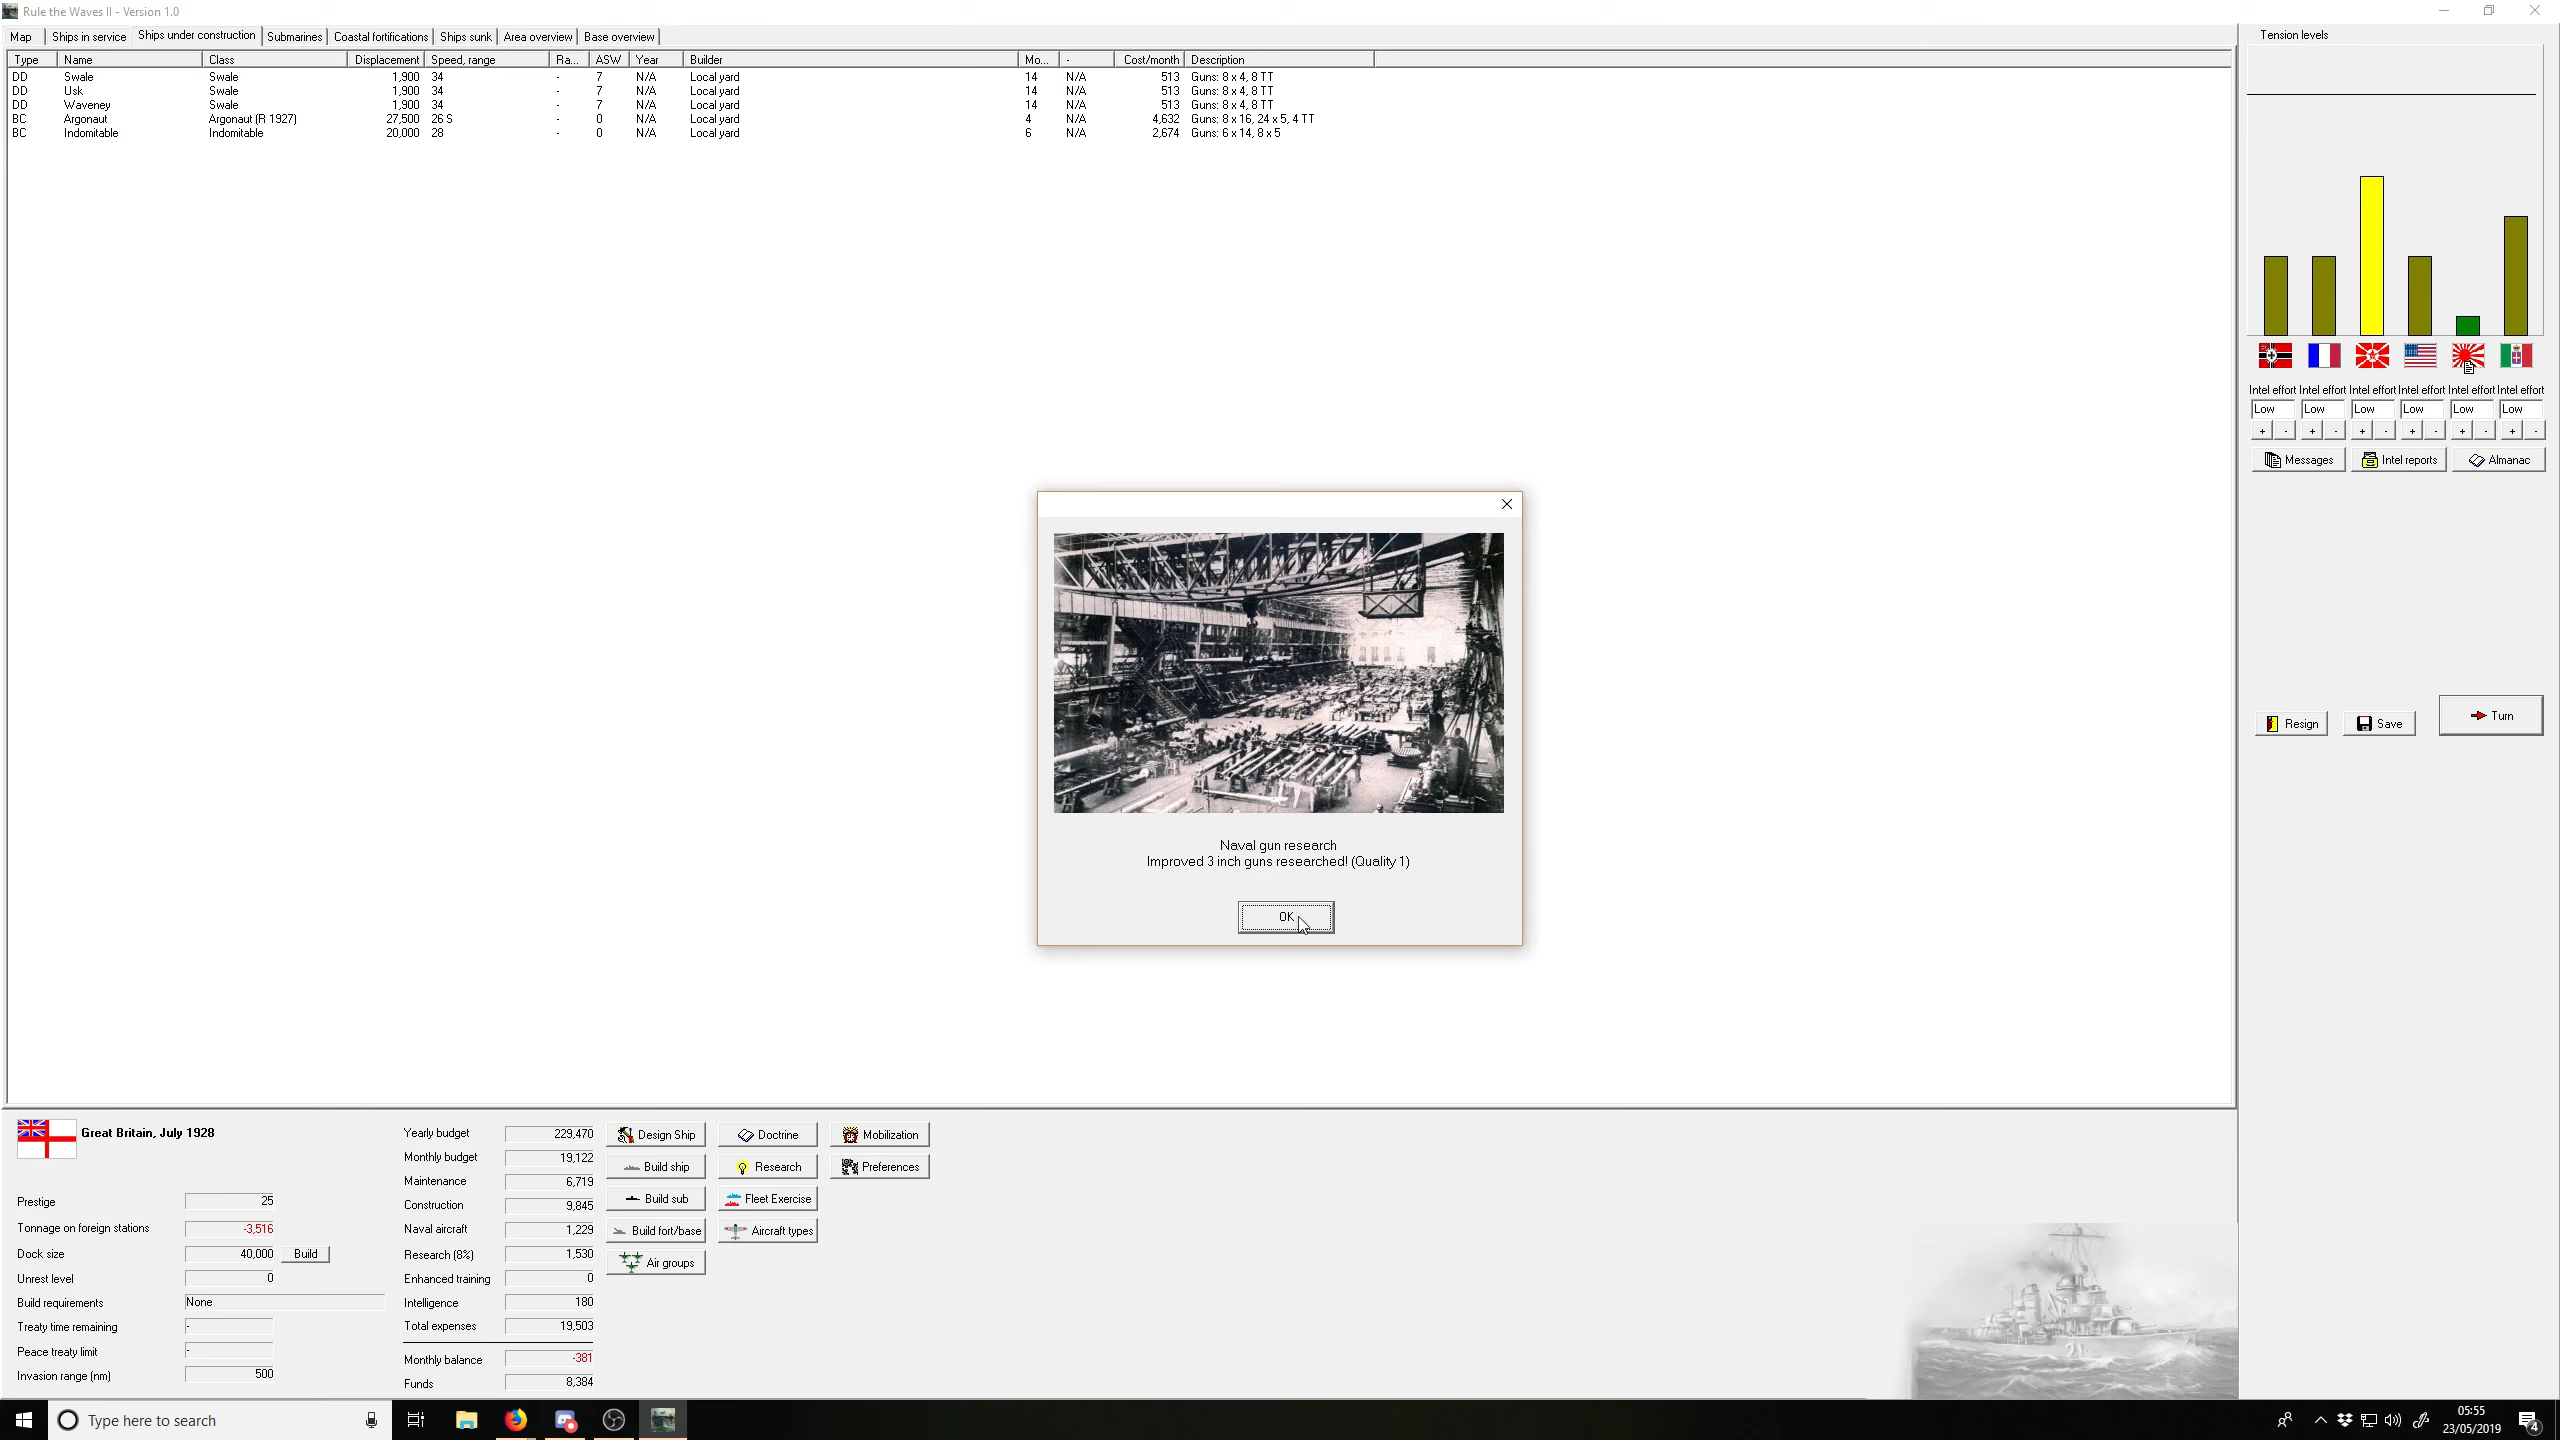 Rule the Waves II - Version 1.0
Map Ships in service Ships under construction Submarines Coastal fortifications Ships sunk Area overview Base overview
Type Name Class Displacement Speed, range Ra... ASW Year Builder Mo... - Cost/month Description
DD Swale Swale 1,900 34 - 7 N/A Local yard 14 N/A 513 Guns: 8 x 4, 8 TT
DD Usk Swale 1,900 34 - 7 N/A Local yard 14 N/A 513 Guns: 8 x 4, 8 TT
DD Waveney Swale 1,900 34 - 7 N/A Local yard 14 N/A 513 Guns: 8 x 4, 8 TT
BC Argonaut Argonaut (R 1927) 27,500 26 S - 0 N/A Local yard 4 N/A 4,632 Guns: 8 x 16, 24 x 5, 4 TT
BC Indomitable Indomitable 20,000 28 - 0 N/A Local yard 6 N/A 2,674 Guns: 6 x 14, 8 x 5
Tension levels
Intel effort Intel effort Intel effort Intel effort Intel effort Intel effort
Low Low Low Low Low Low
+ - + - + - + - + - + -
Messages Intel reports Almanac
Resign Save Turn
Naval gun research
Improved 3 inch guns researched! (Quality 1)
OK
Great Britain, July 1928
Prestige 25
Tonnage on foreign stations -3,516
Dock size 40,000 Build
Unrest level 0
Build requirements None
Treaty time remaining -
Peace treaty limit -
Invasion range (nm) 500
Yearly budget 229,470
Monthly budget 19,122
Maintenance 6,719
Construction 9,845
Naval aircraft 1,229
Research (8%) 1,530
Enhanced training 0
Intelligence 180
Total expenses 19,503
Monthly balance -381
Funds 8,384
Design Ship Doctrine Mobilization
Build ship Research Preferences
Build sub Fleet Exercise
Build fort/base Aircraft types
Air groups
Type here to search
05:55
23/05/2019
4